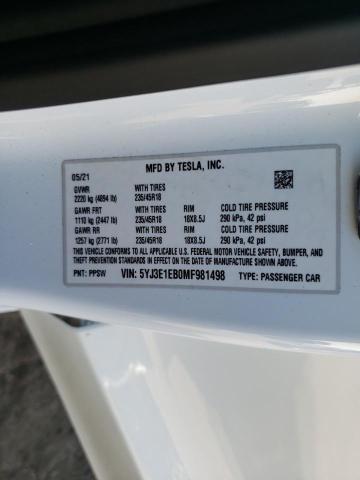 MFD BY TESLA, INC.
05/21
GVWR WITH TIRES
2220 kg (4894 lb) 235/45R18
GAWR FRT WITH TIRES RIM COLD TIRE PRESSURE
1110 kg (2447 lb) 235/45R18 18X8.5J 290 kPa, 42 psi
GAWR RR WITH TIRES RIM COLD TIRE PRESSURE
1257 kg (2771 lb) 235/45R18 18X8.5J 290 kPa, 42 psi
THIS VEHICLE CONFORMS TO ALL APPLICABLE U.S. FEDERAL MOTOR VEHICLE SAFETY, BUMPER, AND
THEFT PREVENTION STANDARDS IN EFFECT ON THE DATE OF MANUFACTURE SHOWN ABOVE.
PNT: PPSW VIN: 5YJ3E1EB0MF981498 TYPE: PASSENGER CAR